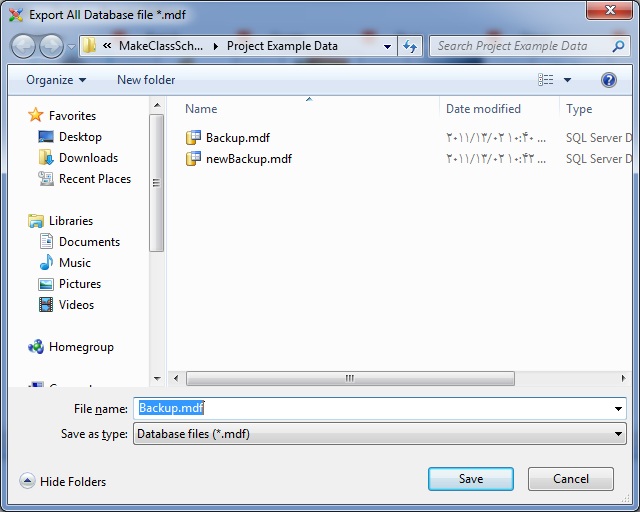 Export All Database file *.mdf
« MakeClassSch... Project Example Data
Search Project Example Data
Organize New folder
Name Date modified Type
Backup.mdf ۲۰۱۱/۱۳/۰۲ ۱۰:۴۰ ... SQL Server D
newBackup.mdf ۲۰۱۱/۱۳/۰۲ ۱۰:۴۲ ... SQL Server D
Favorites
Desktop
Downloads
Recent Places
Libraries
Documents
Music
Pictures
Videos
Homegroup
File name: Backup.mdf
Save as type: Database files (*.mdf)
Hide Folders
Save Cancel